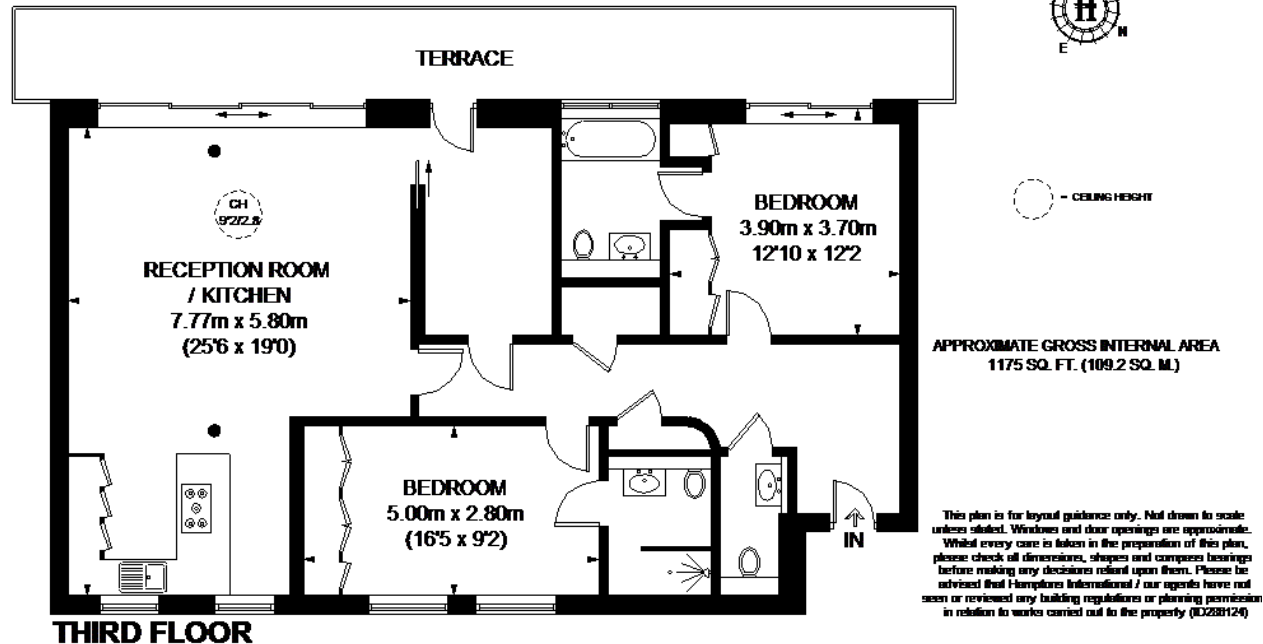 H
N
E
TERRACE
CH
9'2/2.8
- CEILING HEIGHT
RECEPTION ROOM
/ KITCHEN
7.77m x 5.80m
(25'6 x 19'0)
BEDROOM
3.90m x 3.70m
12'10 x 12'2
APPROXIMATE GROSS INTERNAL AREA
1175 SQ. FT. (109.2 SQ. M.)
BEDROOM
5.00m x 2.80m
(16'5 x 9'2)
IN
This plan is for layout guidance only. Not drawn to scale
unless stated. Windows and door openings are approximate.
Whilst every care is taken in the preparation of this plan,
please check all dimensions, shapes and compass bearings
before making any decisions reliant upon them. Please be
advised that Hamptons International / our agents have not
seen or reviewed any building regulations or planning permission
in relation to works carried out to the property (ID288124)
THIRD FLOOR